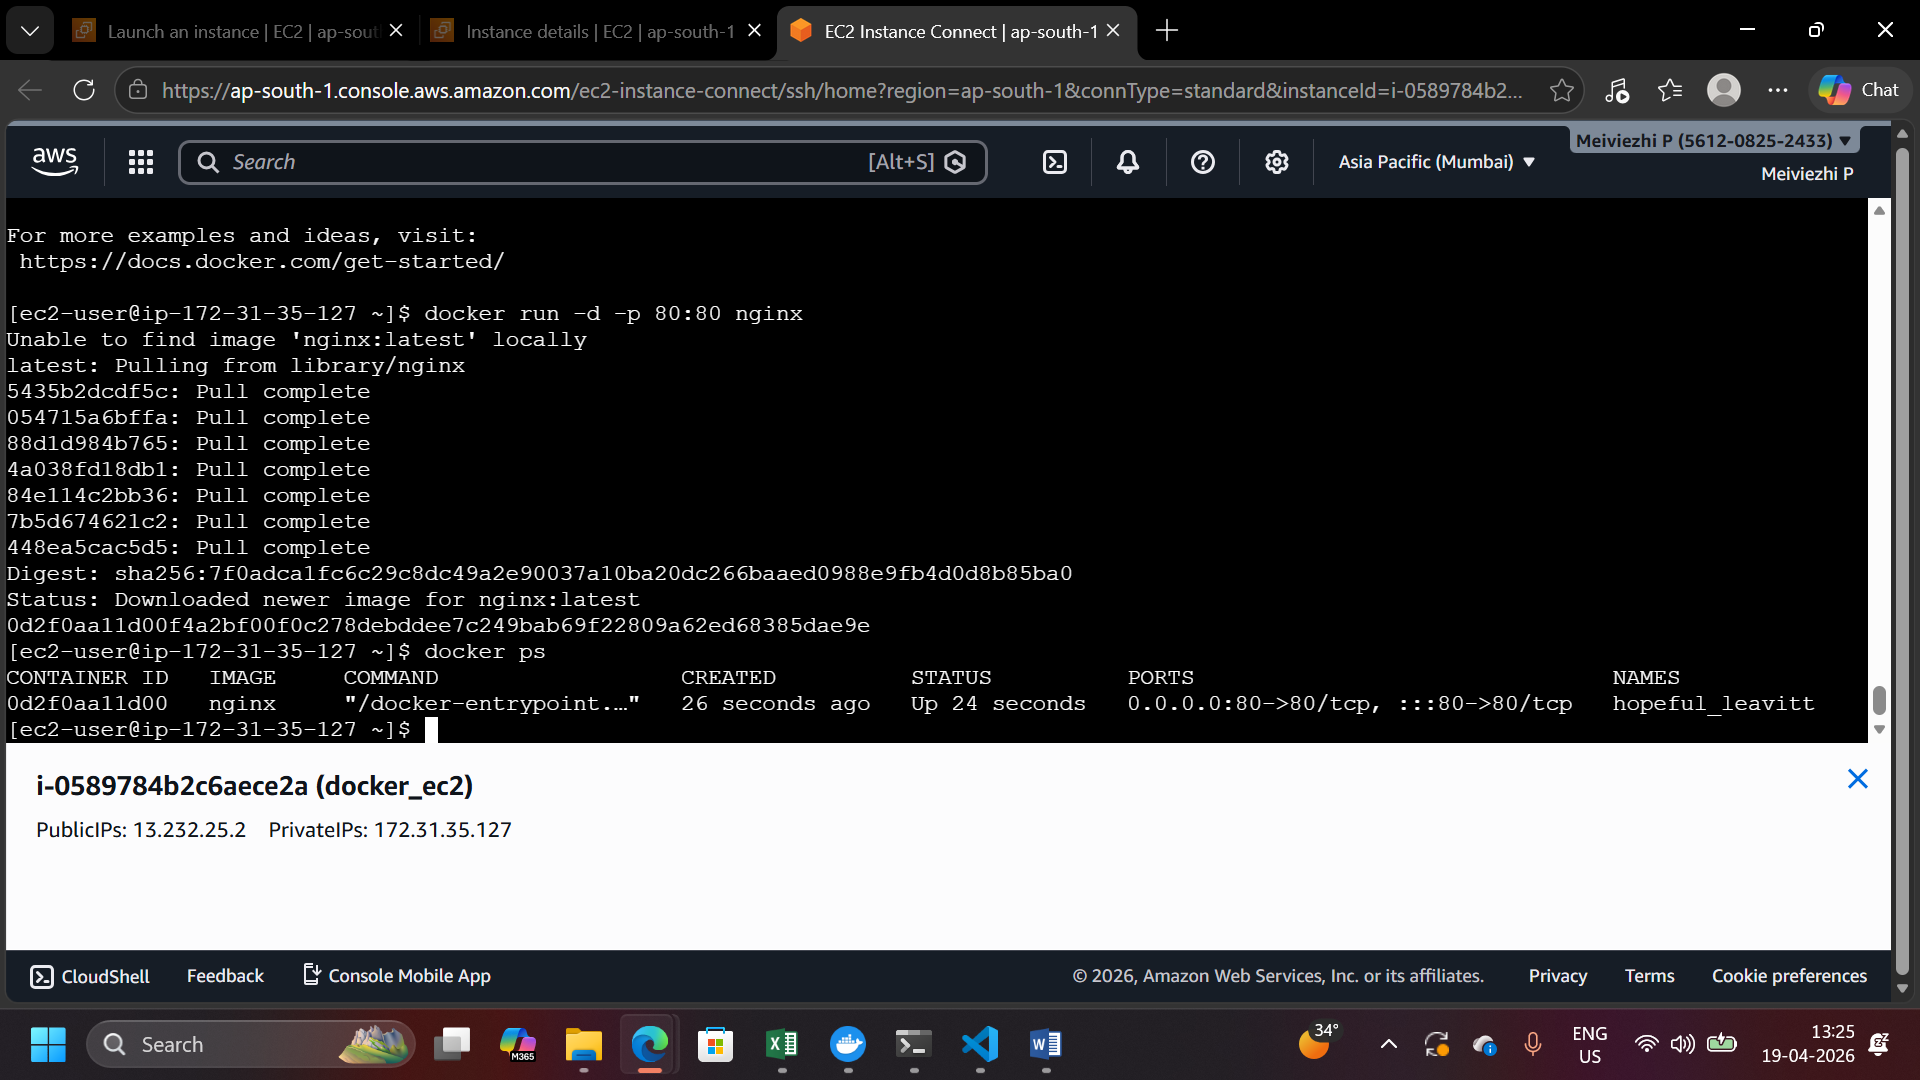 Launch an instance | EC2 | ap-sout
Instance details | EC2 | ap-south-1
EC2 Instance Connect | ap-south-1
https://ap-south-1.console.aws.amazon.com/ec2-instance-connect/ssh/home?region=ap-south-1&connType=standard&instanceId=i-0589784b2...
Chat
aws
Search
[Alt+S]
Asia Pacific (Mumbai)
Meiviezhi P (5612-0825-2433)
Meiviezhi P
For more examples and ideas, visit:
https://docs.docker.com/get-started/
[ec2-user@ip-172-31-35-127 ~]$ docker run -d -p 80:80 nginx
Unable to find image 'nginx:latest' locally
latest: Pulling from library/nginx
5435b2dcdf5c: Pull complete
054715a6bffa: Pull complete
88d1d984b765: Pull complete
4a038fd18db1: Pull complete
84e114c2bb36: Pull complete
7b5d674621c2: Pull complete
448ea5cac5d5: Pull complete
Digest: sha256:7f0adca1fc6c29c8dc49a2e90037a10ba20dc266baaed0988e9fb4d0d8b85ba0
Status: Downloaded newer image for nginx:latest
0d2f0aa11d00f4a2bf00f0c278debddee7c249bab69f22809a62ed68385dae9e
[ec2-user@ip-172-31-35-127 ~]$ docker ps
CONTAINER ID IMAGE COMMAND CREATED STATUS PORTS NAMES
0d2f0aa11d00 nginx "/docker-entrypoint.…" 26 seconds ago Up 24 seconds 0.0.0.0:80->80/tcp, :::80->80/tcp hopeful_leavitt
[ec2-user@ip-172-31-35-127 ~]$
i-0589784b2c6aece2a (docker_ec2)
PublicIPs: 13.232.25.2 PrivateIPs: 172.31.35.127
CloudShell
Feedback
Console Mobile App
© 2026, Amazon Web Services, Inc. or its affiliates.
Privacy
Terms
Cookie preferences
Search
M365
34°
ENG
US
13:25
19-04-2026